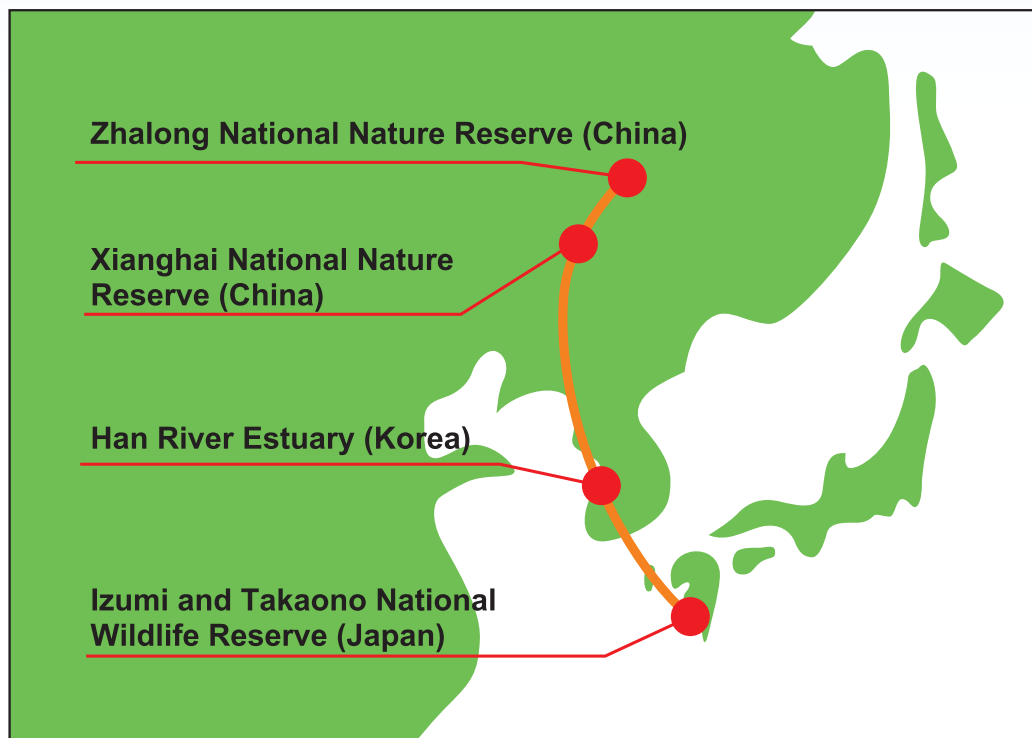 Zhalong National Nature Reserve (China)
Xianghai National Nature
Reserve (China)
Han River Estuary (Korea)
Izumi and Takaono National
Wildlife Reserve (Japan)